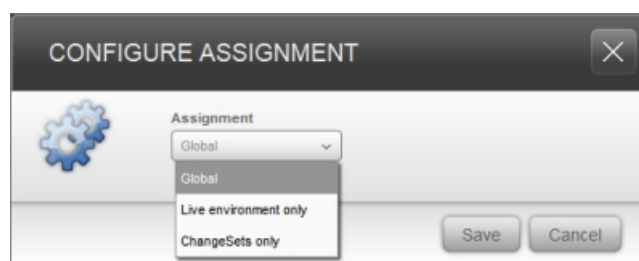 CONFIGURE ASSIGNMENT
Assignment
Global
Global
Live environment only
ChangeSets only
Save Cancel